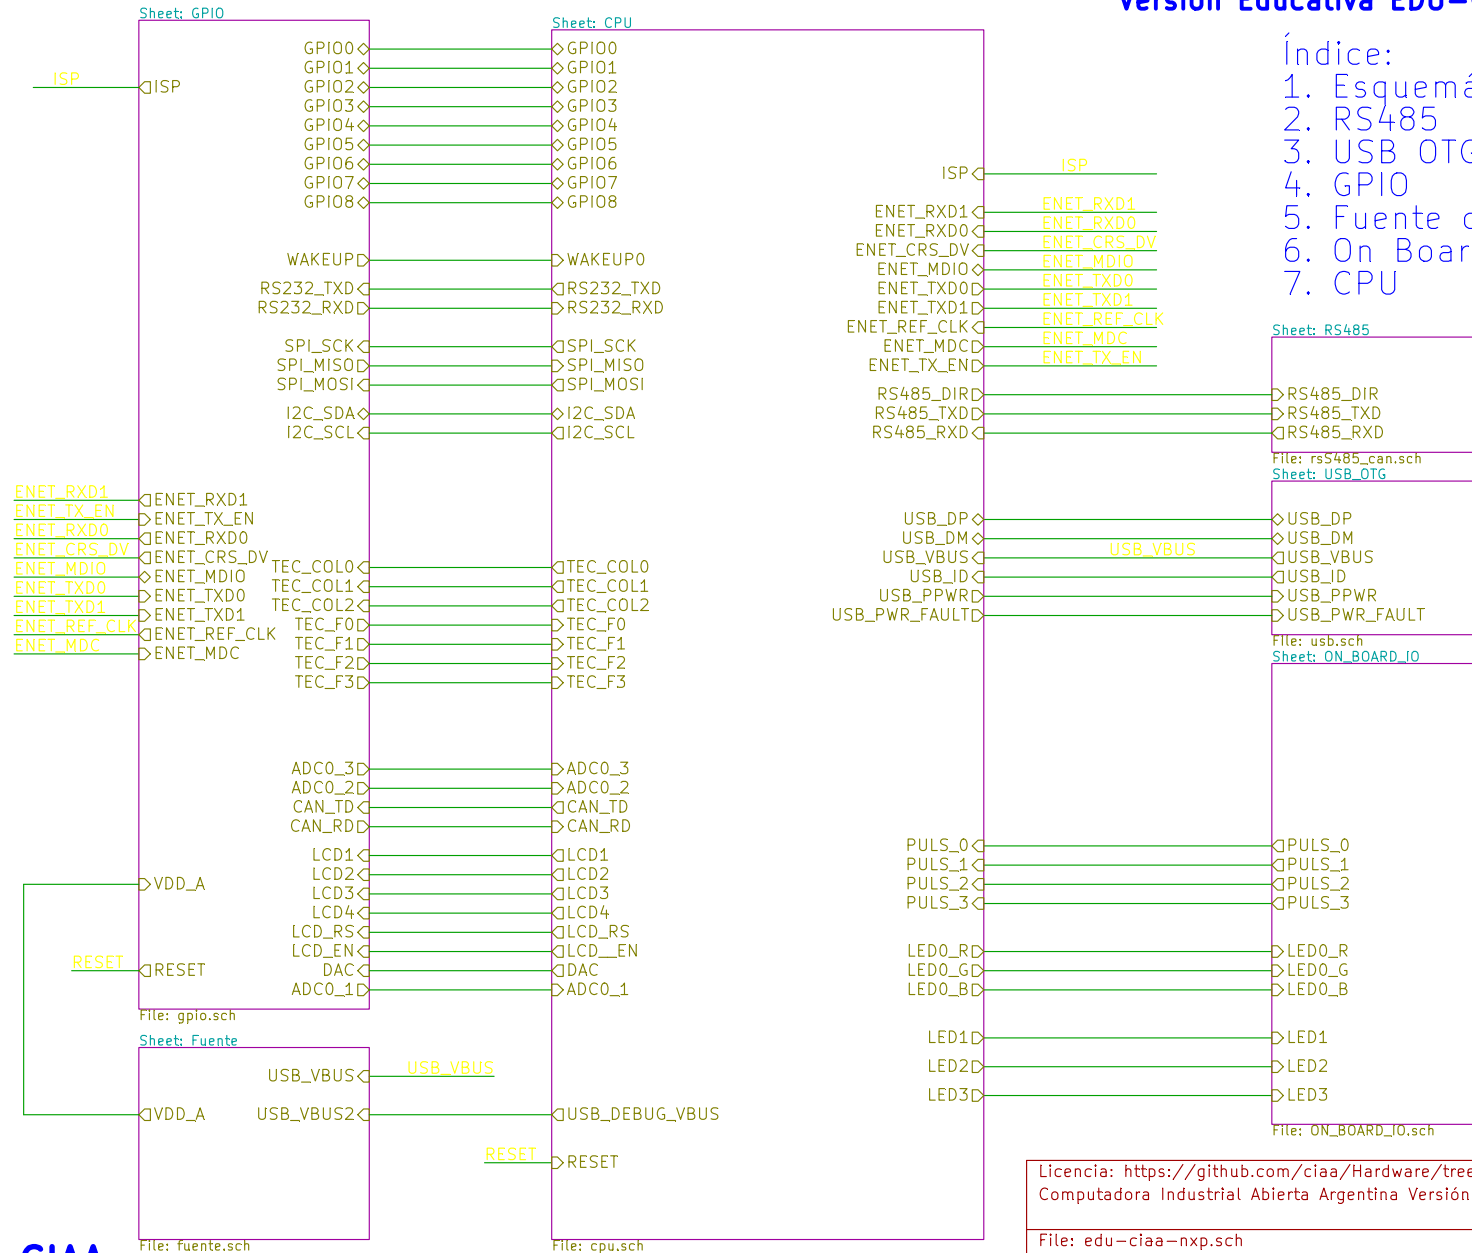 Versión Educativa EDU-
Índice:
1. Esquemá
2. RS485
3. USB OTG
4. GPIO
5. Fuente
6. On Boar
7. CPU
Sheet: GPIO
ISP
ISP
GPIO0
GPIO1
GPIO2
GPIO3
GPIO4
GPIO5
GPIO6
GPIO7
GPIO8
WAKEUP
RS232_TXD
RS232_RXD
SPI_SCK
SPI_MISO
SPI_MOSI
I2C_SDA
I2C_SCL
ENET_RXD1
ENET_TX_EN
ENET_RXD0
ENET_CRS_DV
ENET_MDIO
ENET_TXD0
ENET_TXD1
ENET_REF_CLK
ENET_MDC
ENET_RXD1
ENET_TX_EN
ENET_RXD0
ENET_CRS_DV
ENET_MDIO
ENET_TXD0
ENET_TXD1
ENET_REF_CLK
ENET_MDC
TEC_COL0
TEC_COL1
TEC_COL2
TEC_F0
TEC_F1
TEC_F2
TEC_F3
ADC0_3
ADC0_2
CAN_TD
CAN_RD
LCD1
LCD2
LCD3
LCD4
LCD_RS
LCD_EN
DAC
ADC0_1
VDD_A
RESET
RESET
File: gpio.sch
Sheet: Fuente
USB_VBUS
USB_VBUS
VDD_A
USB_VBUS2
File: fuente.sch
CIAA
Sheet: CPU
GPIO0
GPIO1
GPIO2
GPIO3
GPIO4
GPIO5
GPIO6
GPIO7
GPIO8
WAKEUP0
RS232_TXD
RS232_RXD
SPI_SCK
SPI_MISO
SPI_MOSI
I2C_SDA
I2C_SCL
TEC_COL0
TEC_COL1
TEC_COL2
TEC_F0
TEC_F1
TEC_F2
TEC_F3
ADC0_3
ADC0_2
CAN_TD
CAN_RD
LCD1
LCD2
LCD3
LCD4
LCD_RS
LCD__EN
DAC
ADC0_1
USB_DEBUG_VBUS
RESET
RESET
File: cpu.sch
ISP
ENET_RXD1
ENET_RXD0
ENET_CRS_DV
ENET_MDIO
ENET_TXD0
ENET_TXD1
ENET_REF_CLK
ENET_MDC
ENET_TX_EN
ISP
ENET_RXD1
ENET_RXD0
ENET_CRS_DV
ENET_MDIO
ENET_TXD0
ENET_TXD1
ENET_REF_CLK
ENET_MDC
ENET_TX_EN
RS485_DIR
RS485_TXD
RS485_RXD
USB_DP
USB_DM
USB_VBUS
USB_ID
USB_PPWR
USB_PWR_FAULT
USB_VBUS
PULS_0
PULS_1
PULS_2
PULS_3
LED0_R
LED0_G
LED0_B
LED1
LED2
LED3
Sheet: RS485
RS485_DIR
RS485_TXD
RS485_RXD
File: rsS485_can.sch
Sheet: USB_OTG
USB_DP
USB_DM
USB_VBUS
USB_ID
USB_PPWR
USB_PWR_FAULT
File: usb.sch
Sheet: ON_BOARD_IO
PULS_0
PULS_1
PULS_2
PULS_3
LED0_R
LED0_G
LED0_B
LED1
LED2
LED3
File: ON_BOARD_IO.sch
Licencia: https://github.com/ciaa/Hardware/tree
Computadora Industrial Abierta Argentina Versión
File: edu-ciaa-nxp.sch